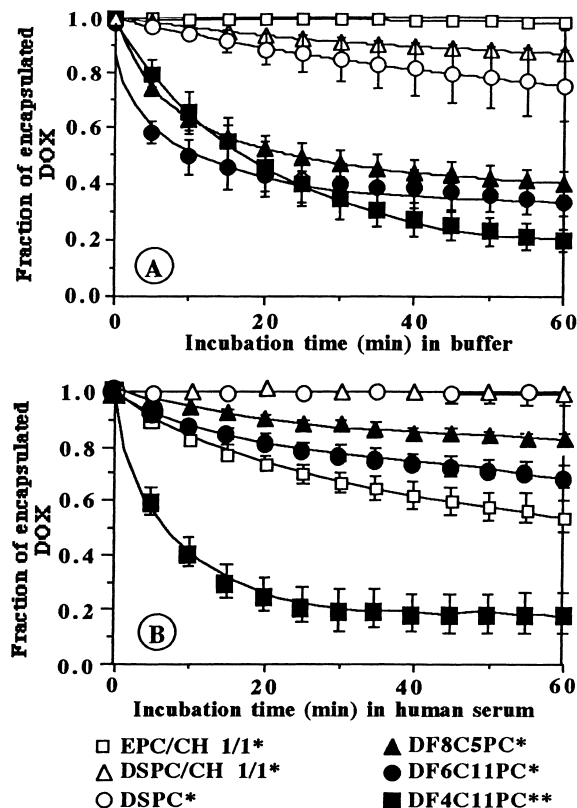 1.0
0.8
0.6
0.4
0.2
0.0
Fraction of encapsulated
DOX
A
0 20 40 60
Incubation time (min) in buffer
1.0
0.8
0.6
0.4
0.2
0.0
Fraction of encapsulated
DOX
B
0 20 40 60
Incubation time (min) in human serum
EPC/CH 1/1*
DSPC/CH 1/1*
DSPC*
DF8C5PC*
DF6C11PC*
DF4C11PC**